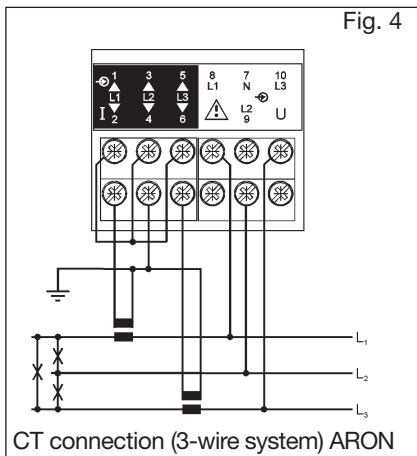 Fig. 4
1 3 5 8 7 10
L1 N L3
L1 L2 L3
L2
I 2 4 6 9 U
L₁
L₂
L₃
CT connection (3-wire system) ARON